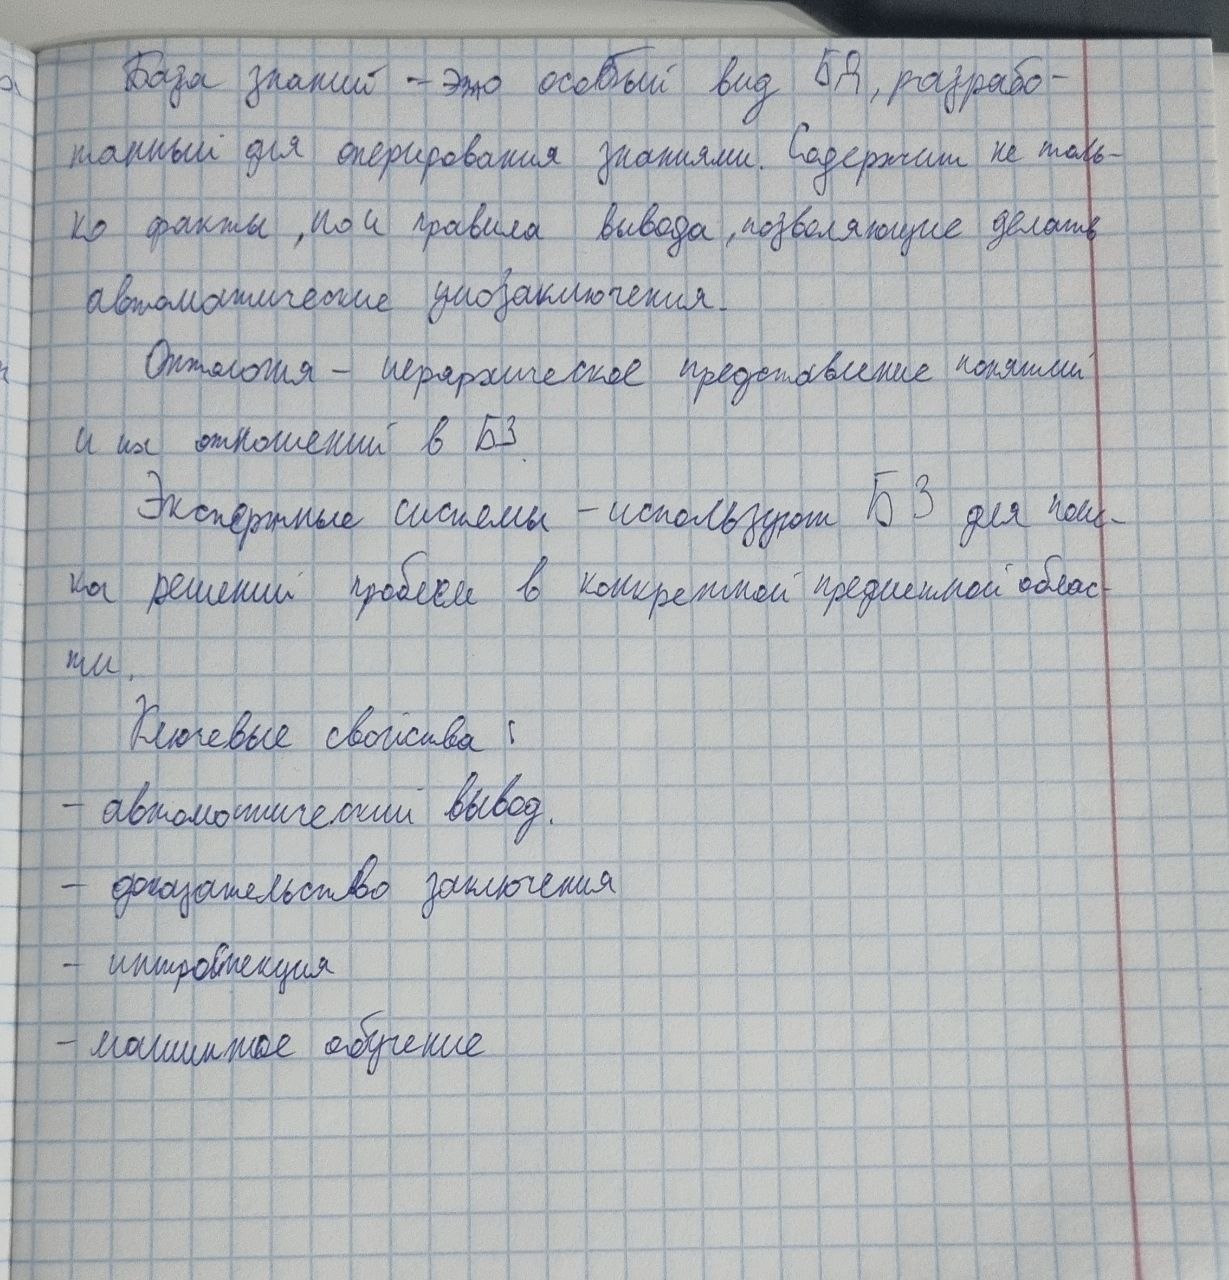 База знаний - это особый вид БД, разрабо-
танный для оперирования знаниями. Содержит не толь-
ко факты, но и правила вывода, позволяющие делать
автоматические умозаключения.
Онтология - иерархическое представление понятий
и их отношений в БЗ
Экспертные системы - используют БЗ для поис-
ка решений проблем в конкретной предметной облас-
ти.
Ключевые свойства:
- автоматический вывод.
- доказательство заключения
- интроспекция
- машинное обучение